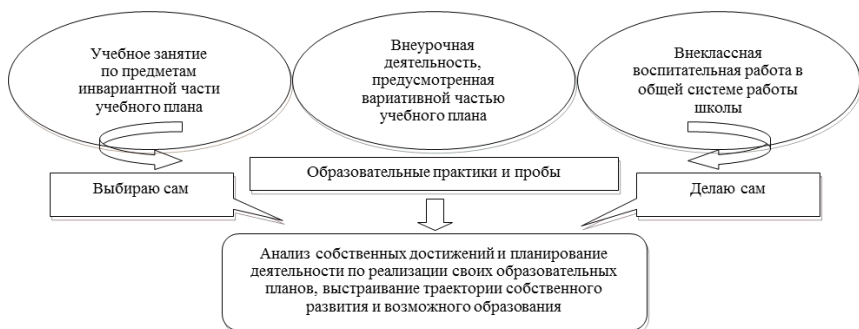 Учебное занятие
по предметам
инвариантной части
учебного плана
Внеурочная
деятельность,
предусмотренная
вариативной частью
учебного плана
Внеклассная
воспитательная работа в
общей системе работы
школы
Выбираю сам
Образовательные практики и пробы
Делаю сам
Анализ собственных достижений и планирование
деятельности по реализации своих образовательных
планов, выстраивание траектории собственного
развития и возможного образования